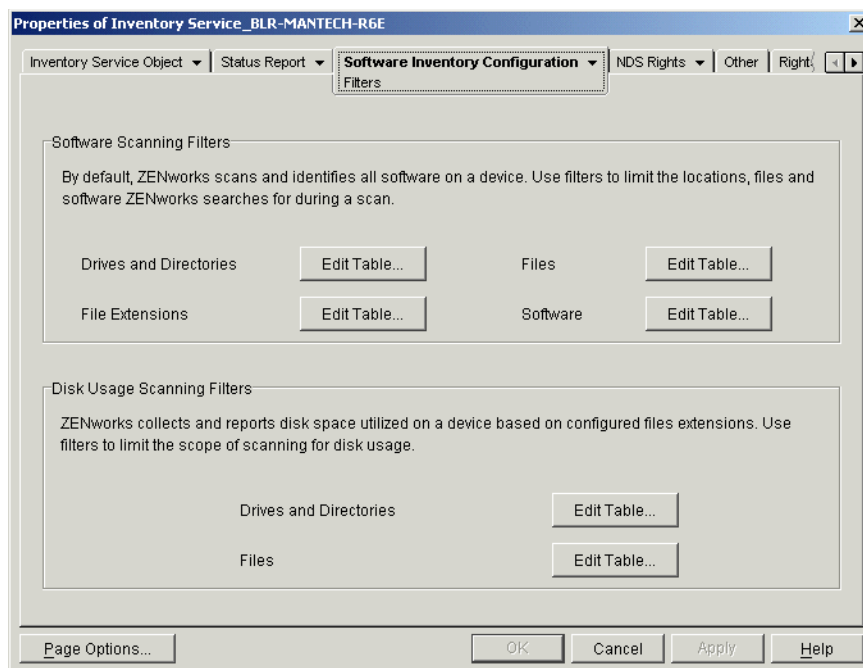 Properties of Inventory Service_BLR-MANTECH-R6E
Inventory Service Object Status Report Software Inventory Configuration NDS Rights Other Right
Filters
Software Scanning Filters
By default, ZENworks scans and identifies all software on a device. Use filters to limit the locations, files and
software ZENworks searches for during a scan.
Drives and Directories Edit Table... Files Edit Table...
File Extensions Edit Table... Software Edit Table...
Disk Usage Scanning Filters
ZENworks collects and reports disk space utilized on a device based on configured files extensions. Use
filters to limit the scope of scanning for disk usage.
Drives and Directories Edit Table...
Files Edit Table...
Page Options... OK Cancel Apply Help